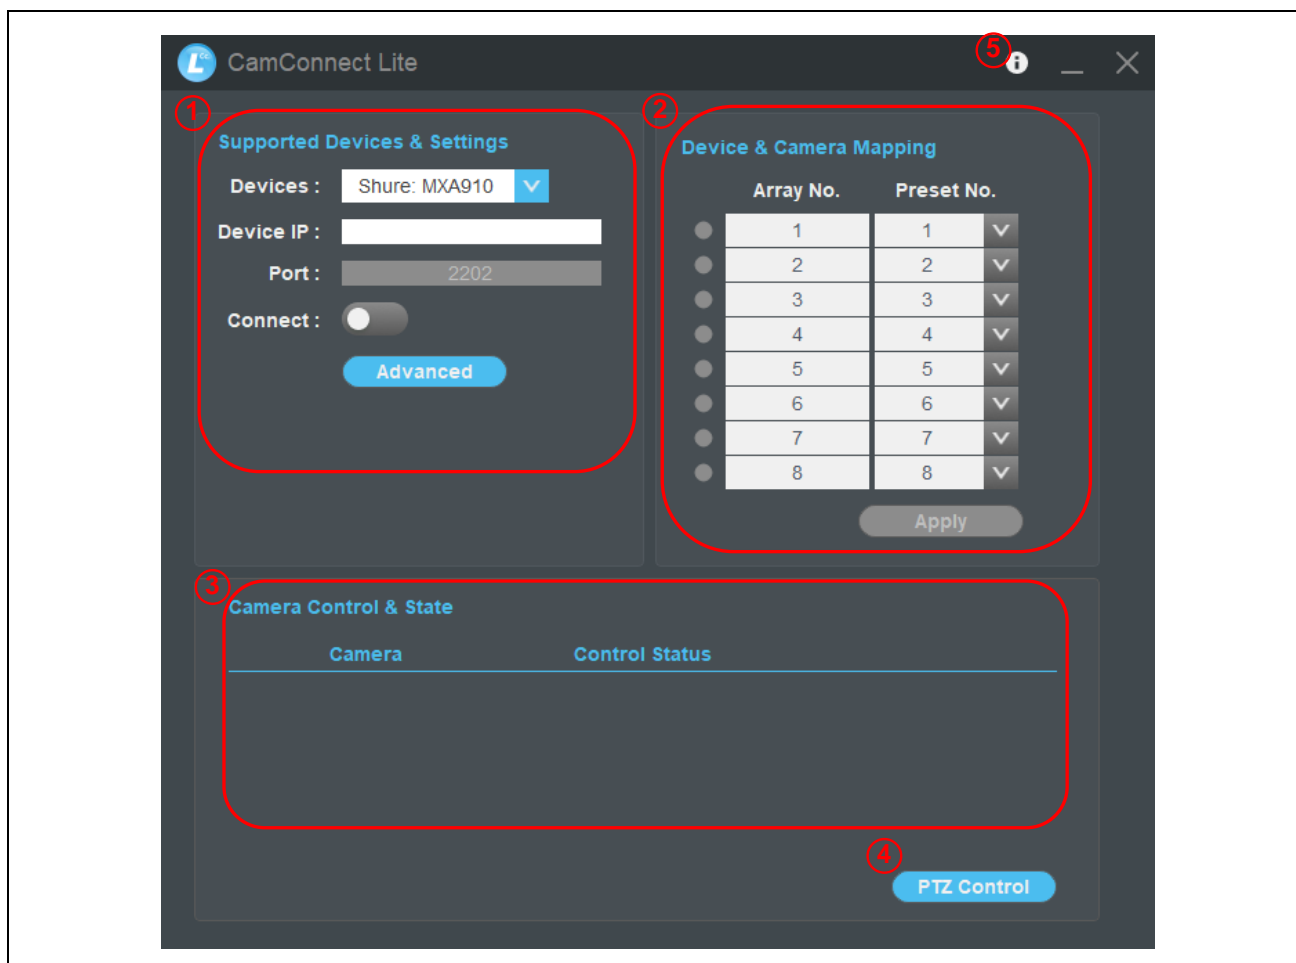 CamConnect Lite
5
1
Supported Devices & Settings
Devices :
Shure: MXA910
Device IP :
Port :
2202
Connect :
Advanced
2
Device & Camera Mapping
Array No. Preset No.
1 1
2 2
3 3
4 4
5 5
6 6
7 7
8 8
Apply
3
Camera Control & State
Camera Control Status
4
PTZ Control